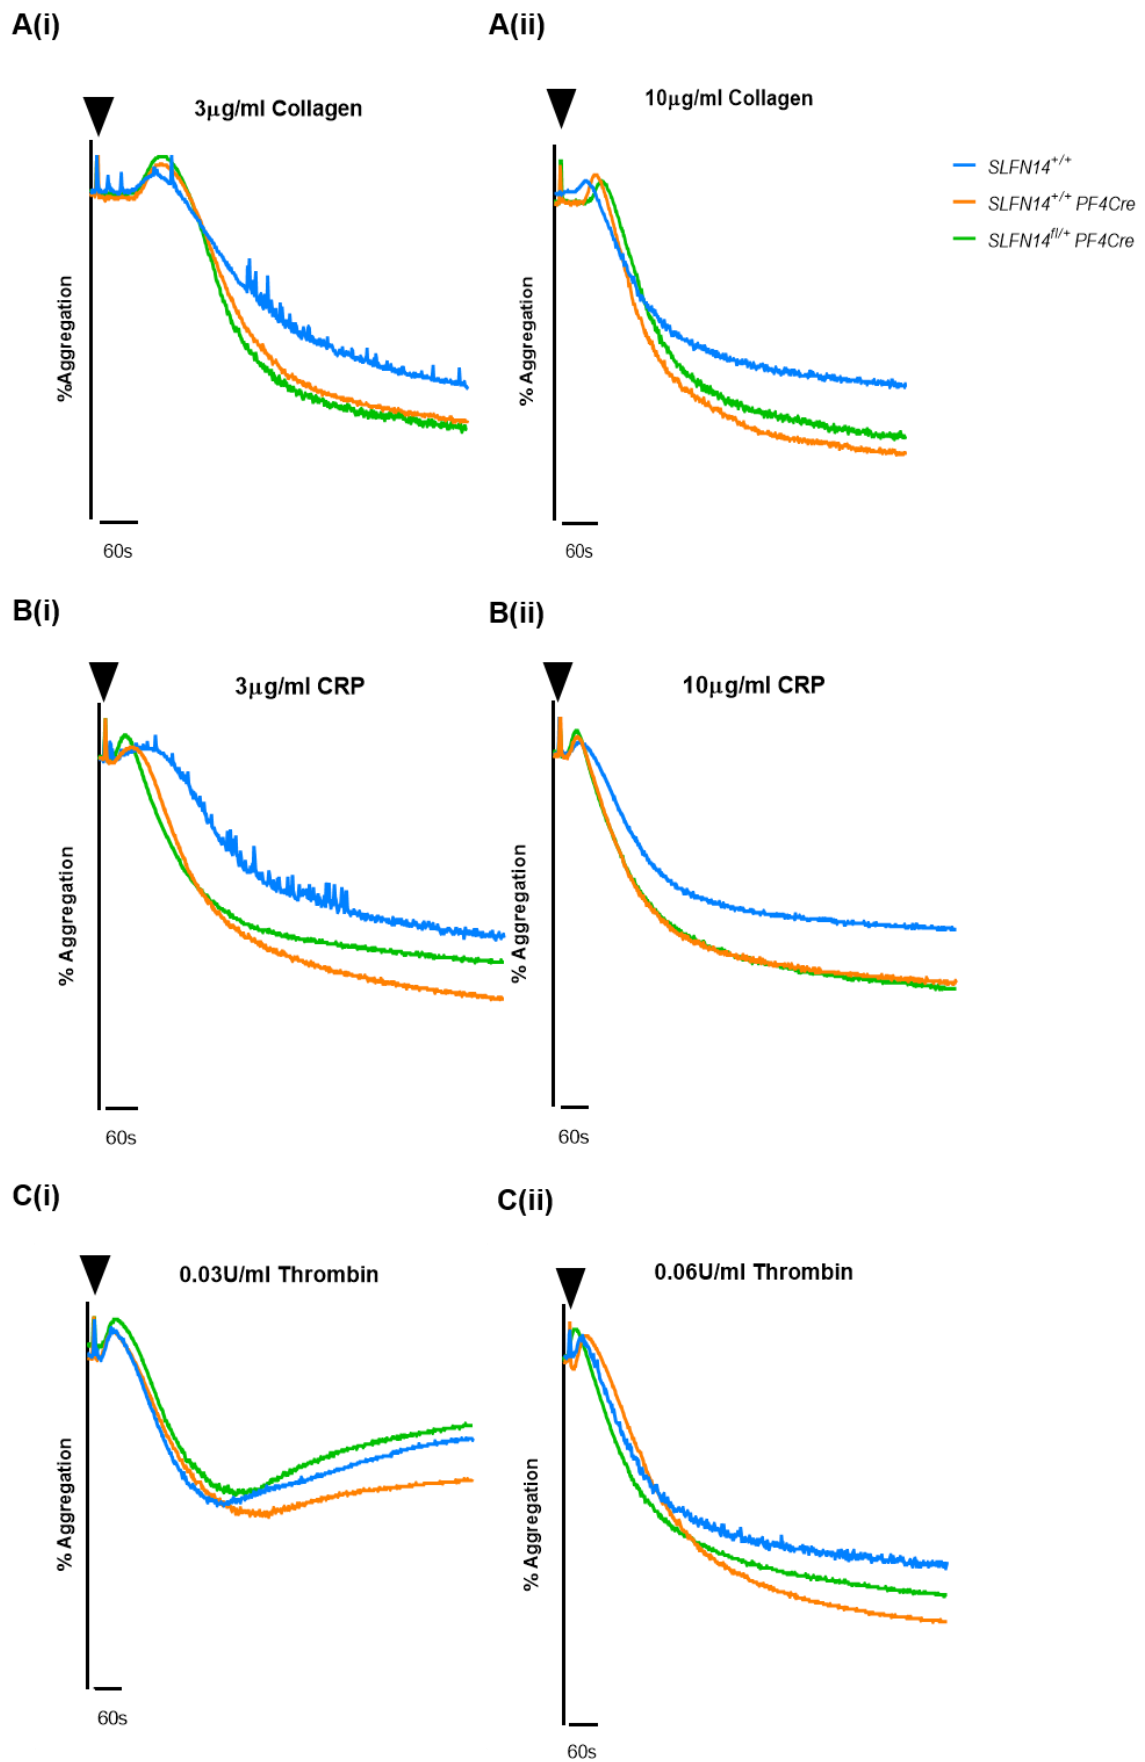 A(i)
A(ii)
3μg/ml Collagen
10μg/ml Collagen
SLFN14+/+
SLFN14+/+ PF4Cre
SLFN14fl/+ PF4Cre
%Aggregation
% Aggregation
60s
60s
B(i)
B(ii)
3μg/ml CRP
10μg/ml CRP
% Aggregation
% Aggregation
60s
60s
C(i)
C(ii)
0.03U/ml Thrombin
0.06U/ml Thrombin
% Aggregation
% Aggregation
60s
60s